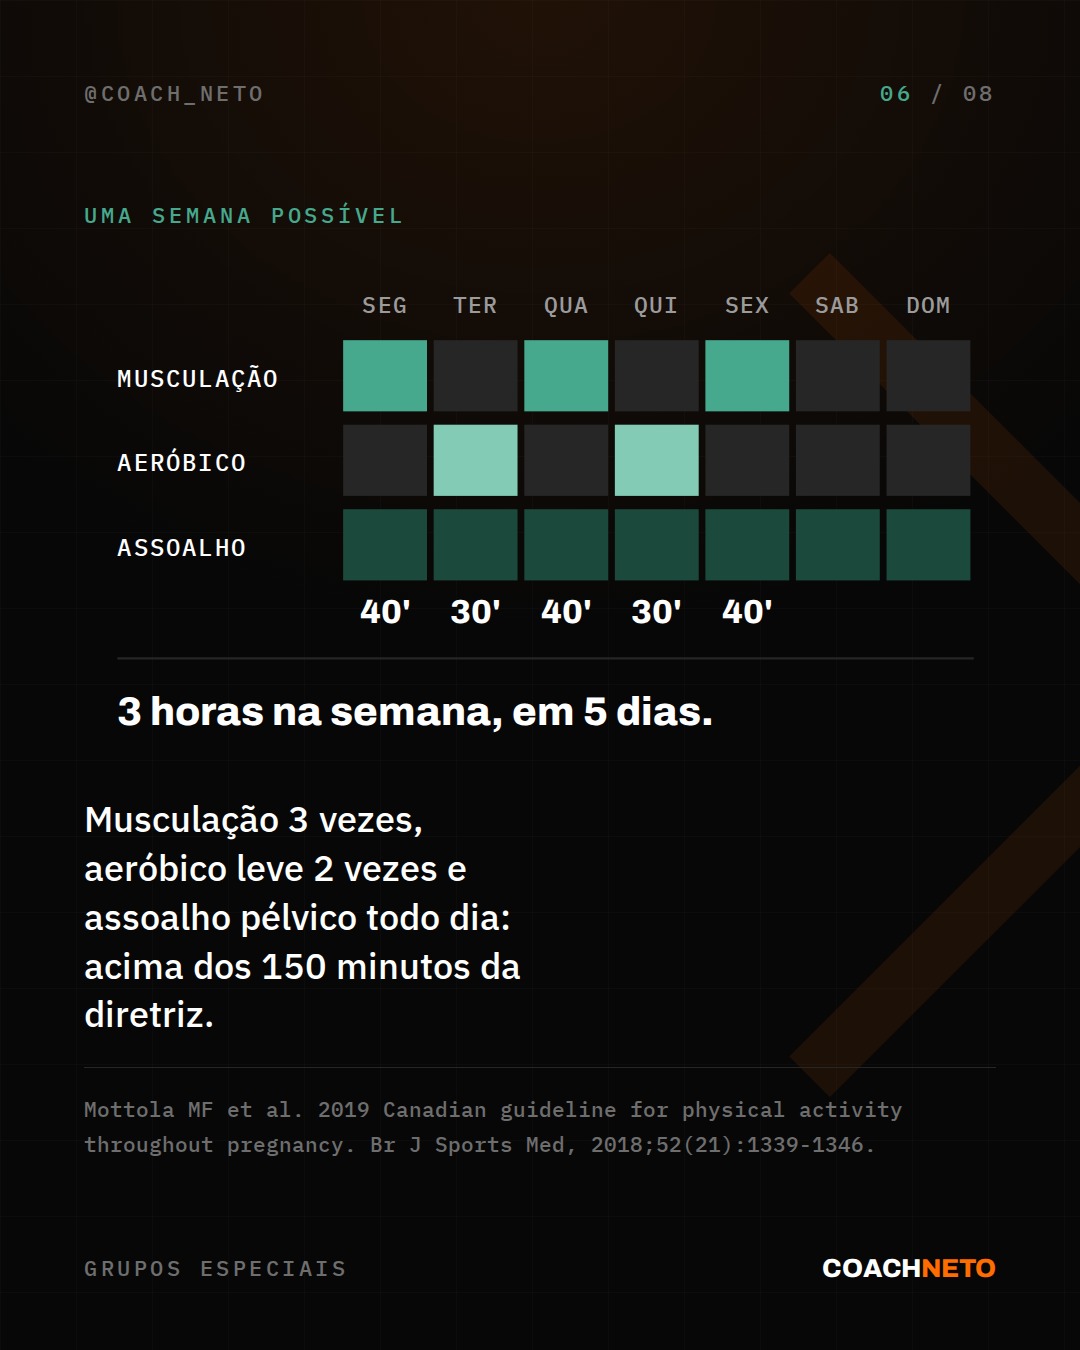 @COACH_NETO
06 / 08
UMA SEMANA POSSÍVEL
SEG TER QUA QUI SEX SAB DOM
MUSCULAÇÃO
AERÓBICO
ASSOALHO
40' 30' 40' 30' 40'
3 horas na semana, em 5 dias.
Musculação 3 vezes,
aeróbico leve 2 vezes e
assoalho pélvico todo dia:
acima dos 150 minutos da
diretriz.
Mottola MF et al. 2019 Canadian guideline for physical activity
throughout pregnancy. Br J Sports Med, 2018;52(21):1339-1346.
GRUPOS ESPECIAIS
COACHNETO